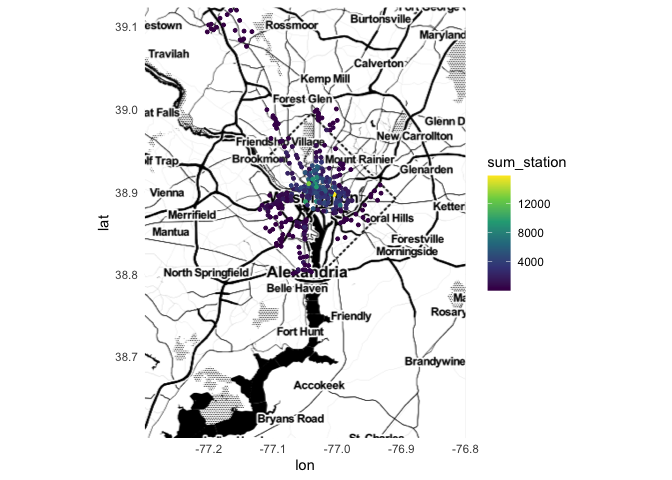 39.1
39.0
38.9
38.8
38.7
lat
-77.2
-77.1
-77.0
-76.9
-76.8
lon
sum_station
12000
8000
4000
estown
Rossmoor
Burtonsville
Maryland
Travilah
Calverton
Kemp Mill
Forest Glen
at Falls
Glenn D
New Carrollton
Friendship Village
olf Trap
Brookmont
Mount Rainier
Glenarden
Vienna
Ketter
Merrifield
Coral Hills
Mantua
Forestville
Morningside
North Springfield
Alexandria
Belle Haven
Ma
Rosary
Friendly
Fort Hunt
Brandywine
Accokeek
Bryans Road
St. Charles